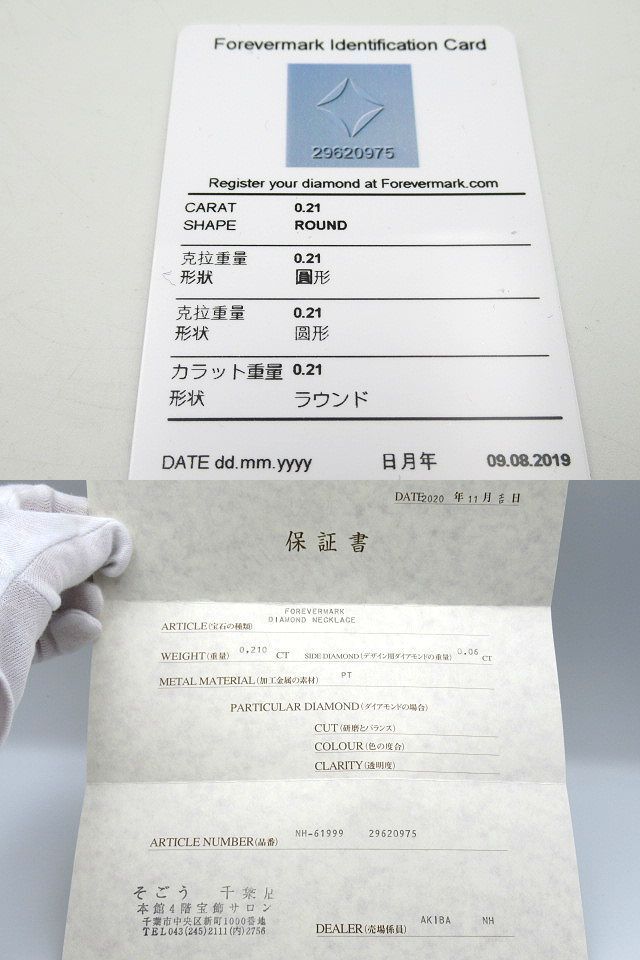 Forevermark Identification Card
29620975
Register your diamond at Forevermark.com
CARAT 0.21
SHAPE ROUND
克拉重量 0.21
形狀 圓形
克拉重量 0.21
形状 圆形
カラット重量 0.21
形状 ラウンド
DATE dd.mm.yyyy 日月年 09.08.2019
DATE 2020 年 11 月 日
保証書
FOREVERMARK
DIAMOND NECKLACE
ARTICLE(宝石の種類)
WEIGHT(重量) 0.210 CT SIDE DIAMOND(デザイン用ダイアモンドの重量) 0.06 CT
METAL MATERIAL(加工金属の素材) PT
PARTICULAR DIAMOND(ダイアモンドの場合)
CUT(研磨とバランス)
COLOUR(色の度合)
CLARITY(透明度)
ARTICLE NUMBER(品番) NH-61999 29620975
そごう 千葉店
本館4階宝飾サロン
千葉市中央区新町1000番地
TEL043(245)2111(内)2756
DEALER(売場係員) AKIBA NH